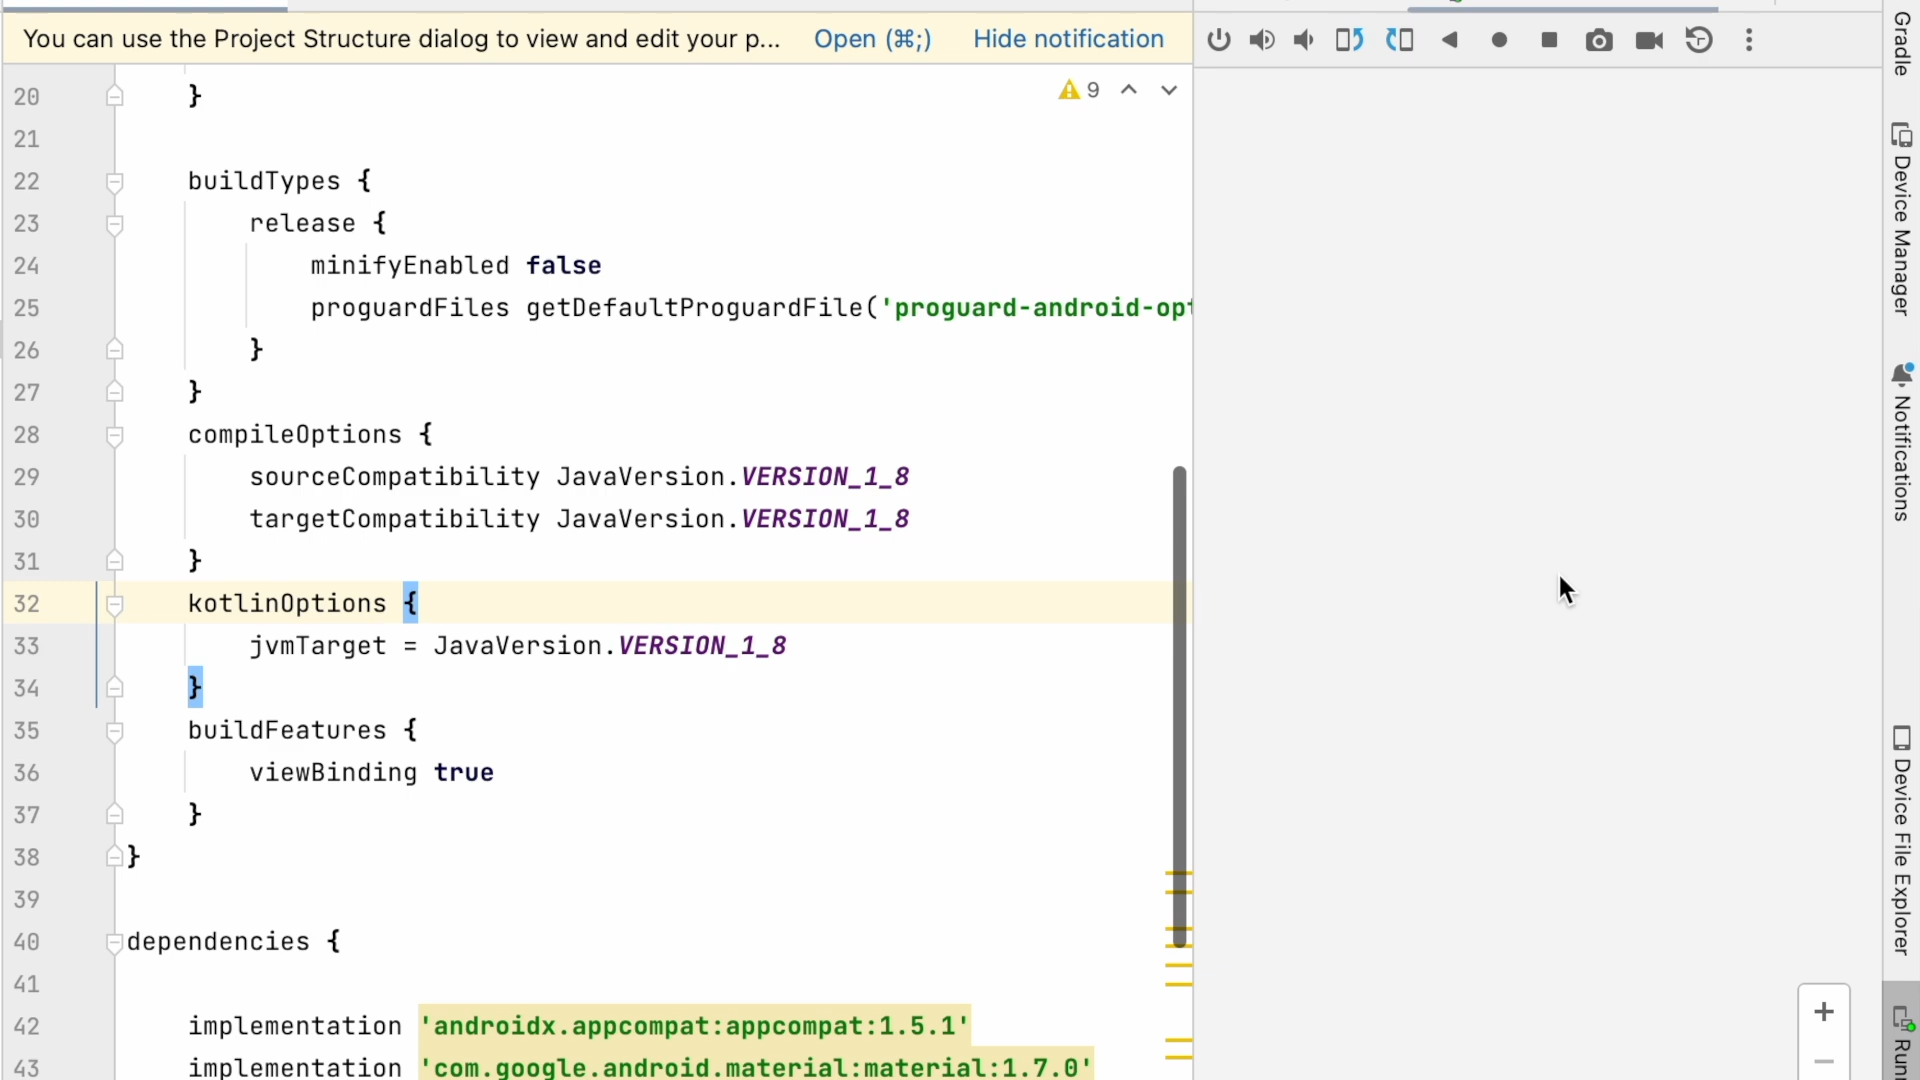 You can use the Project Structure dialog to view and edit your p... Open (⌘;) Hide notification
20 }
9
21
22 buildTypes {
23 release {
24 minifyEnabled false
25 proguardFiles getDefaultProguardFile('proguard-android-opt
26 }
27 }
28 compileOptions {
29 sourceCompatibility JavaVersion.VERSION_1_8
30 targetCompatibility JavaVersion.VERSION_1_8
31 }
32 kotlinOptions {
33 jvmTarget = JavaVersion.VERSION_1_8
34 }
35 buildFeatures {
36 viewBinding true
37 }
38 }
39
40 dependencies {
41
42 implementation 'androidx.appcompat:appcompat:1.5.1'
43 implementation 'com.google.android.material:material:1.7.0'
Gradle
Device Manager
Notifications
Device File Explorer
Runn